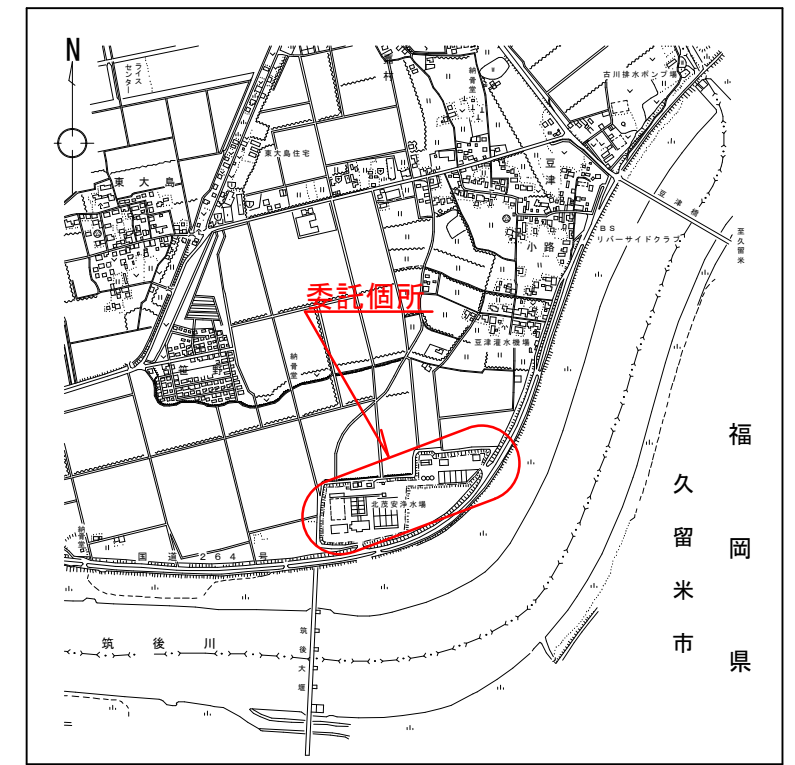 N
ライス
センター
村
納骨堂
古川排水ポンプ場
東大島住宅
東大島
豆津
豆津橋
至久留米
BS
リバーサイドクラブ
小路
委託個所
豆津灌水機場
納骨堂
笹野
北茂安浄水場
納骨堂
国道264号
筑後川
筑後大堰
福岡県
久留米市